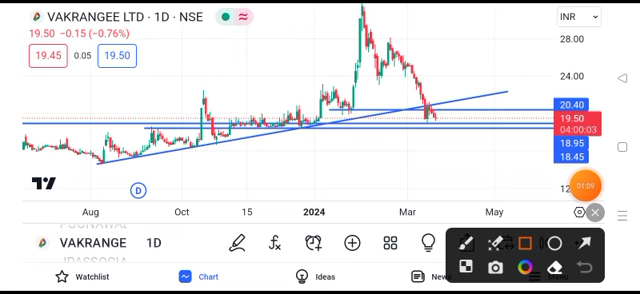 VAKRANGEE LTD · 1D · NSE
INR
19.50 −0.15 (−0.76%)
19.45 0.05 19.50
28.00
24.00
20.40
19.50
04:00:03
18.95
18.45
D
01:09
Aug Oct 15 2024 Mar May
VAKRANGE 1D
Watchlist Chart Ideas News Menu